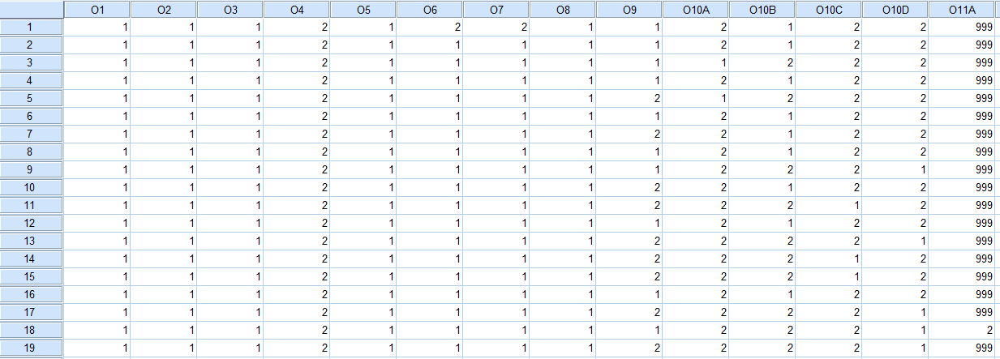 O1 O2 O3 O4 O5 O6 O7 O8 O9 O10A O10B O10C O10D O11A
1 1 1 1 2 1 2 2 1 1 2 1 2 2 999
2 1 1 1 2 1 1 1 1 1 2 1 2 2 999
3 1 1 1 2 1 1 1 1 1 1 2 2 2 999
4 1 1 1 2 1 1 1 1 1 2 1 2 2 999
5 1 1 1 2 1 1 1 1 2 1 2 2 2 999
6 1 1 1 2 1 1 1 1 1 2 1 2 2 999
7 1 1 1 2 1 1 1 1 2 2 1 2 2 999
8 1 1 1 2 1 1 1 1 1 2 1 2 2 999
9 1 1 1 2 1 1 1 1 1 2 2 2 1 999
10 1 1 1 2 1 1 1 1 2 2 1 2 2 999
11 1 1 1 2 1 1 1 1 2 2 2 1 2 999
12 1 1 1 2 1 1 1 1 1 2 1 2 2 999
13 1 1 1 2 1 1 1 1 2 2 2 2 1 999
14 1 1 1 2 1 1 1 1 2 2 2 1 2 999
15 1 1 1 2 1 1 1 1 2 2 2 1 2 999
16 1 1 1 2 1 1 1 1 1 2 1 2 2 999
17 1 1 1 2 1 1 1 1 2 2 2 2 1 999
18 1 1 1 2 1 1 1 1 1 2 2 2 1 2
19 1 1 1 2 1 1 1 1 2 2 2 2 1 999